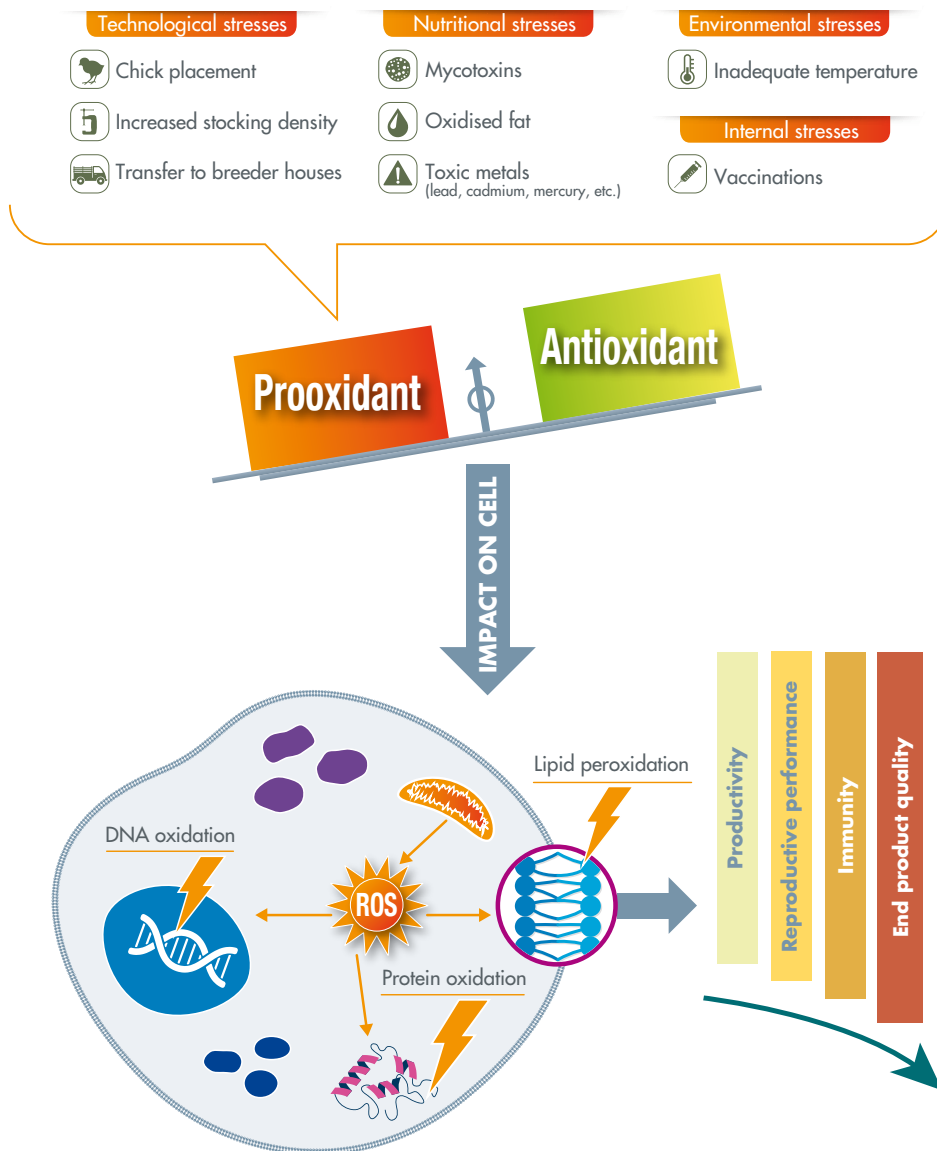 Technological stresses
Chick placement
Increased stocking density
Transfer to breeder houses
Nutritional stresses
Mycotoxins
Oxidised fat
Toxic metals
(lead, cadmium, mercury, etc.)
Environmental stresses
Inadequate temperature
Internal stresses
Vaccinations
Prooxidant
Antioxidant
IMPACT ON CELL
Lipid peroxidation
DNA oxidation
ROS
Protein oxidation
Productivity
Reproductive performance
Immunity
End product quality